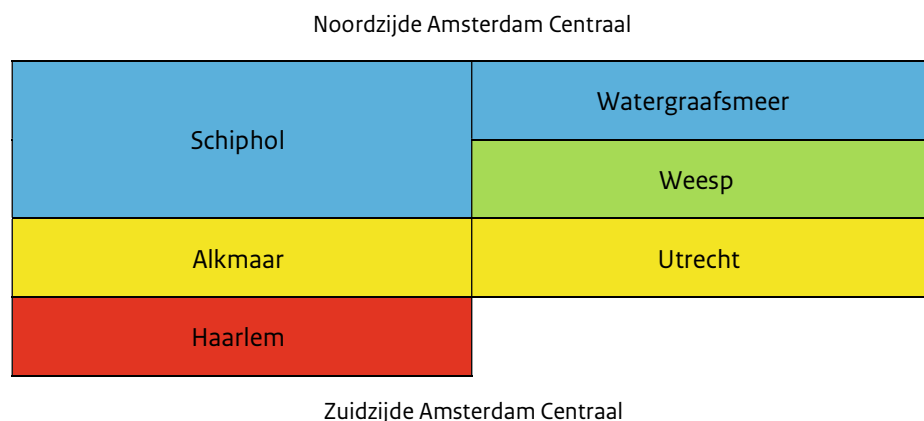 Noordzijde Amsterdam Centraal
Schiphol
Watergraafsmeer
Weesp
Alkmaar
Utrecht
Haarlem
Zuidzijde Amsterdam Centraal